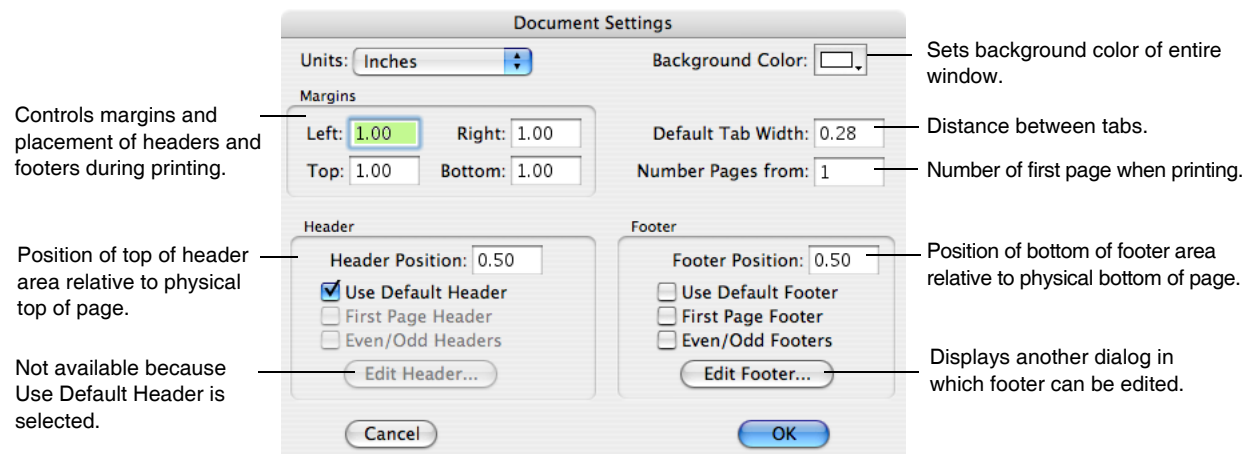 Document Settings
Units: Inches
Background Color:
Sets background color of entire
window.
Controls margins and
placement of headers and
footers during printing.
Margins
Left: 1.00 Right: 1.00
Top: 1.00 Bottom: 1.00
Default Tab Width: 0.28
Distance between tabs.
Number Pages from: 1
Number of first page when printing.
Position of top of header
area relative to physical
top of page.
Header
Header Position: 0.50
Use Default Header
First Page Header
Even/Odd Headers
Edit Header...
Not available because
Use Default Header is
selected.
Footer
Footer Position: 0.50
Use Default Footer
First Page Footer
Even/Odd Footers
Edit Footer...
Position of bottom of footer area
relative to physical bottom of page.
Displays another dialog in
which footer can be edited.
Cancel
OK